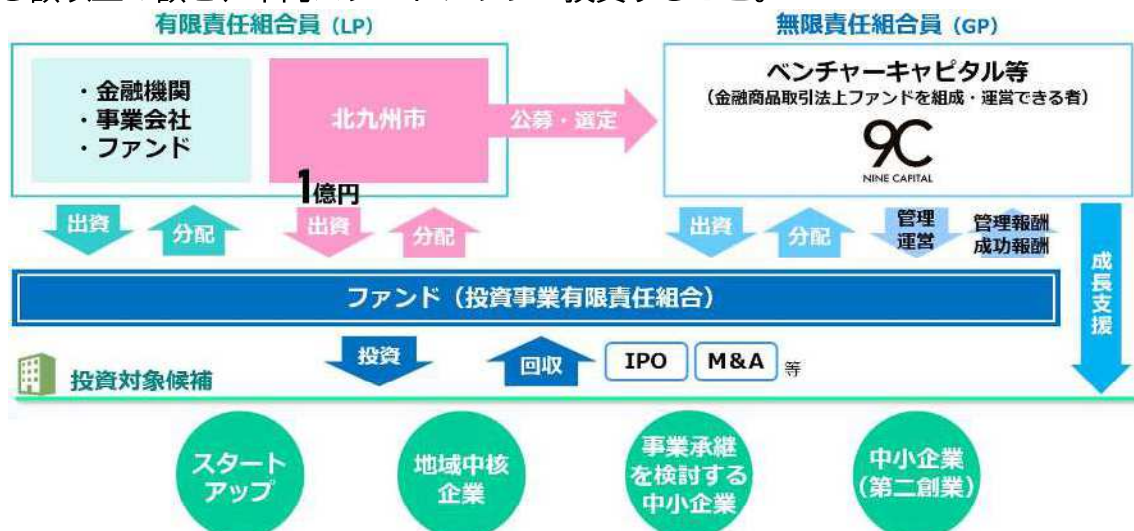 有限責任組合員（LP）
無限責任組合員（GP）
・金融機関
・事業会社
・ファンド
北九州市
公募・選定
ベンチャーキャピタル等
（金融商品取引法上ファンドを組成・運営できる者）
9C
NINE CAPITAL
1億円
出資
分配
出資
分配
出資
分配
管理
運営
管理報酬
成功報酬
成長支援
ファンド（投資事業有限責任組合）
投資
回収
IPO
M&A
等
投資対象候補
スタート
アップ
地域中核
企業
事業承継
を検討する
中小企業
中小企業
（第二創業）